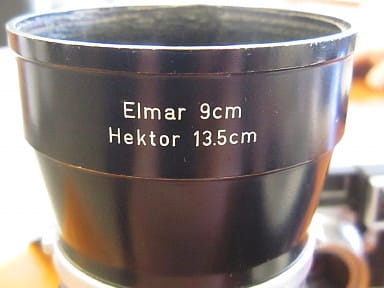 Elmar 9cm
Hektor 13.5cm